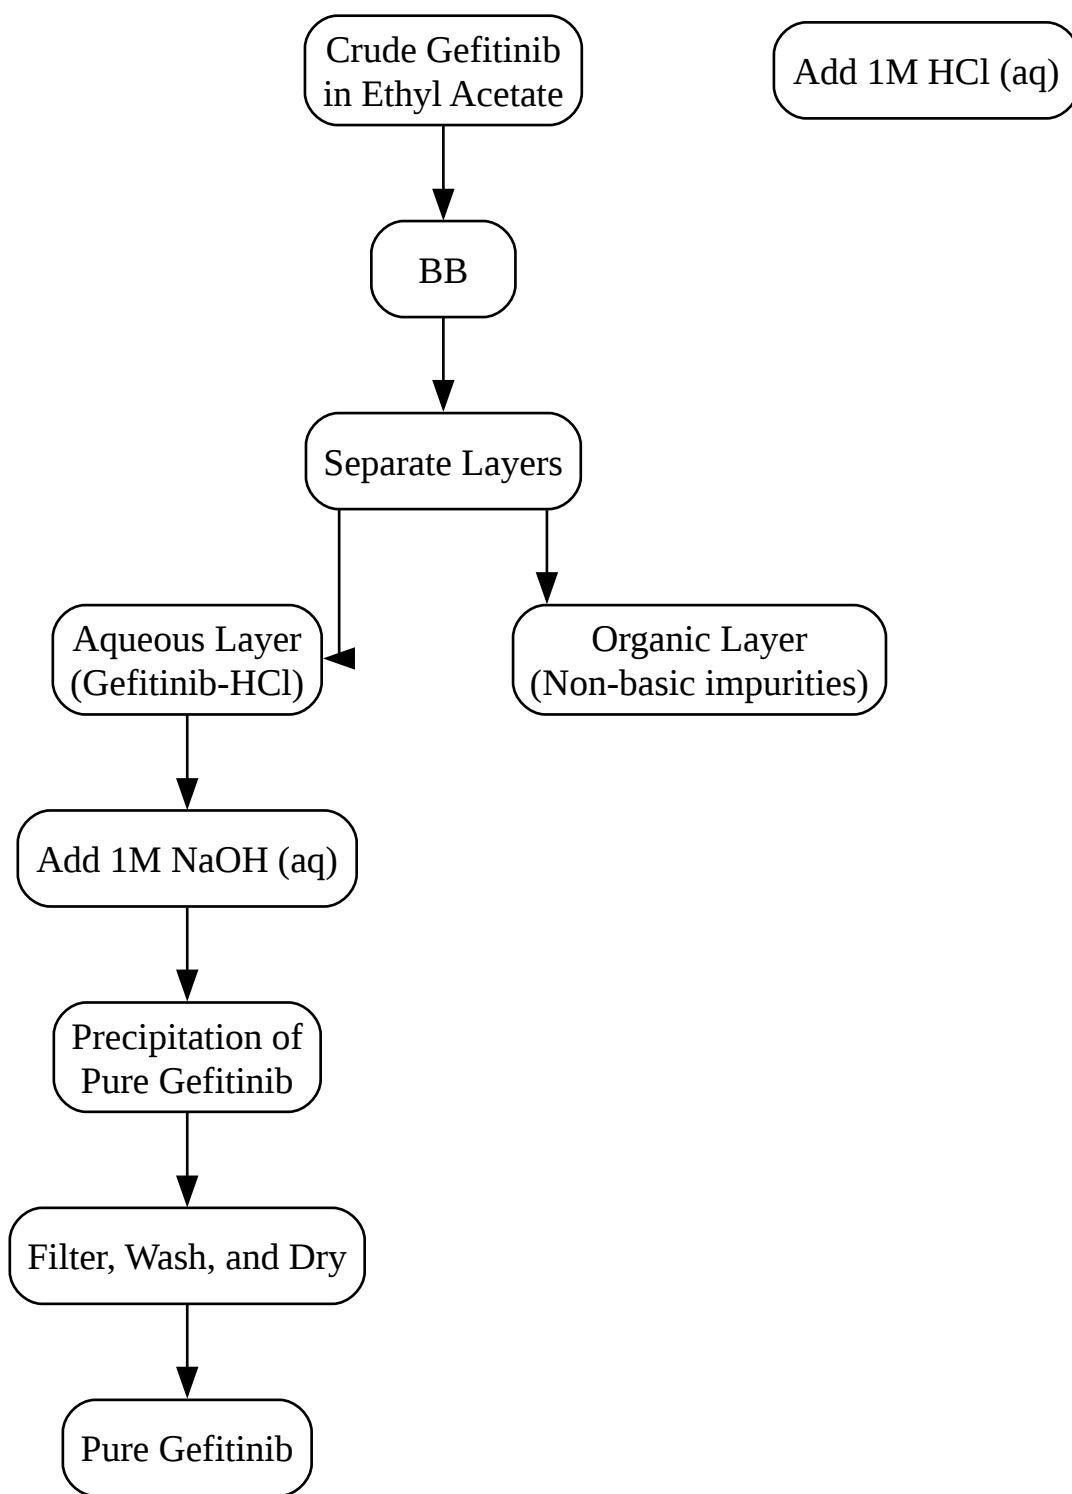 Crude Gefitinib
in Ethyl Acetate
Add 1M HCl (aq)
BB
Separate Layers
Aqueous Layer
(Gefitinib-HCl)
Organic Layer
(Non-basic impurities)
Add 1M NaOH (aq)
Precipitation of
Pure Gefitinib
Filter, Wash, and Dry
Pure Gefitinib